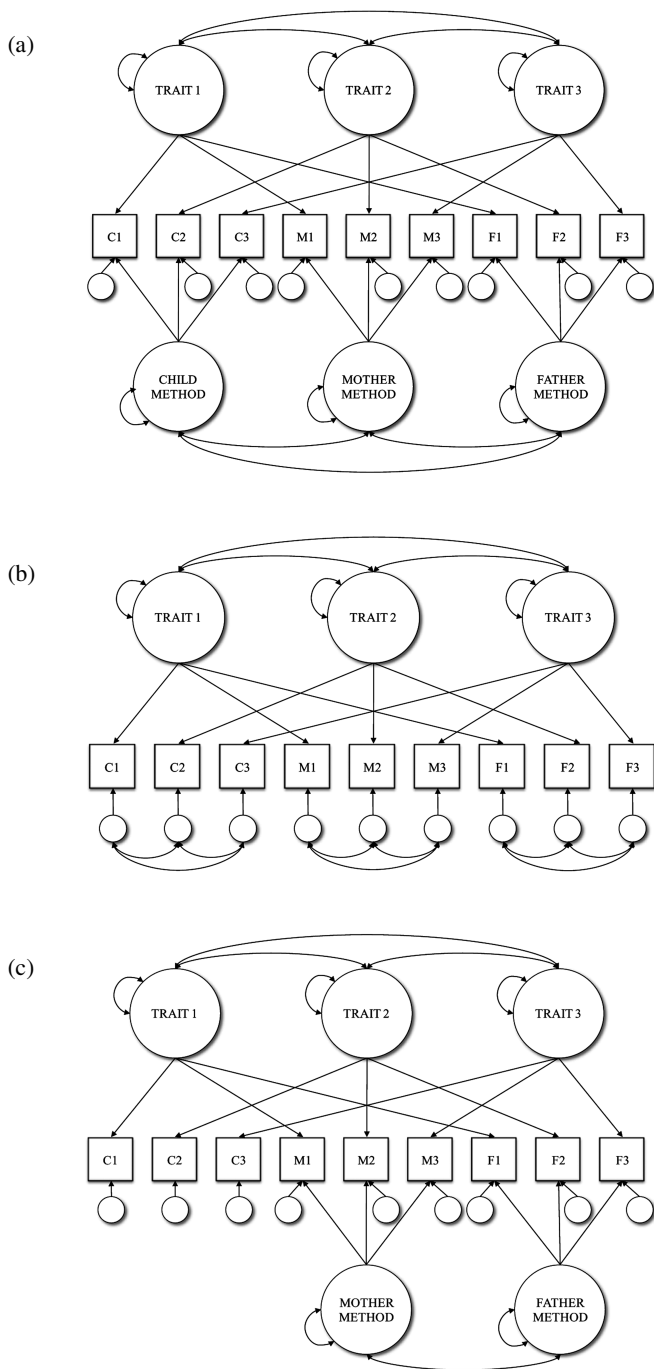 (a)
TRAIT 1 TRAIT 2 TRAIT 3
C1 C2 C3 M1 M2 M3 F1 F2 F3
CHILD METHOD
MOTHER METHOD
FATHER METHOD
(b)
TRAIT 1 TRAIT 2 TRAIT 3
C1 C2 C3 M1 M2 M3 F1 F2 F3
(c)
TRAIT 1 TRAIT 2 TRAIT 3
C1 C2 C3 M1 M2 M3 F1 F2 F3
MOTHER METHOD
FATHER METHOD